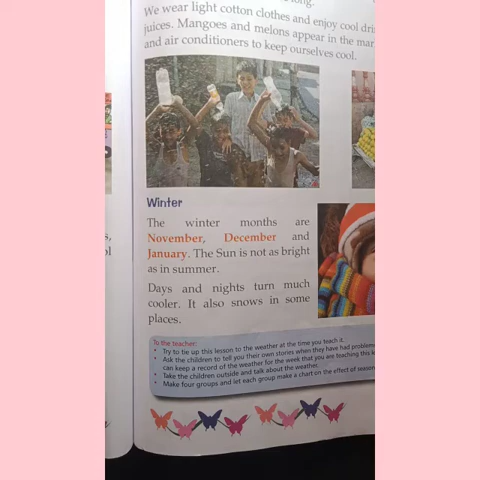 We wear light cotton clothes and enjoy cool
juices. Mangoes and melons appear in the
and air conditioners to keep ourselves cool.
Winter
The winter months are
November, December and
January. The Sun is not as bright
as in summer.
Days and nights turn much
cooler. It also snows in some
places.
To the teacher:
• Try to tie up this lesson to the weather at the time you teach it.
• Ask the children to tell you their own stories when they have had
can keep a record of the weather for the week that you are teaching this
• Take the children outside and talk about the weather.
• Make four groups and let each group make a chart on the effect of